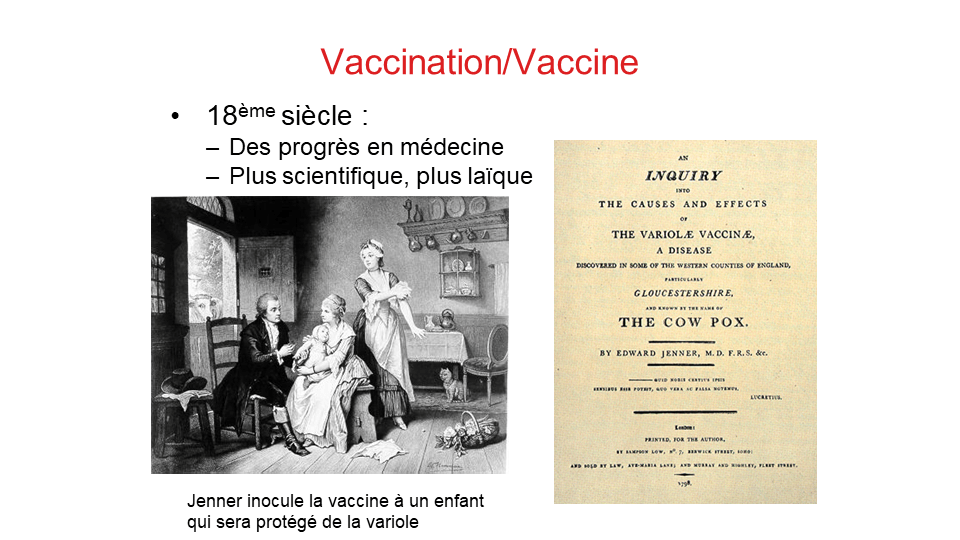 Vaccination/Vaccine
• 18ème siècle :
– Des progrès en médecine
– Plus scientifique, plus laïque
AN
INQUIRY
INTO
THE CAUSES AND EFFECTS
OF
THE VARIOLÆ VACCINÆ,
A DISEASE
DISCOVERED IN SOME OF THE WESTERN COUNTIES OF ENGLAND,
PARTICULARLY
GLOUCESTERSHIRE,
AND KNOWN BY THE NAME OF
THE COW POX.
BY EDWARD JENNER, M.D. F.R.S. &c.
QUID NOBIS CERTIUS IPSIS
SENSIBUS ESSE POTEST, QUO VERA AC FALSA NOTEMUS.
LUCRETIUS.
London:
PRINTED, FOR THE AUTHOR,
BY SAMPSON LOW, No. 7, BERWICK STREET, SOHO:
AND SOLD BY LAW, AVE-MARIA LANE; AND MURRAY AND HIGHLEY, FLEET STREET.
1798.
Jenner inocule la vaccine à un enfant
qui sera protégé de la variole